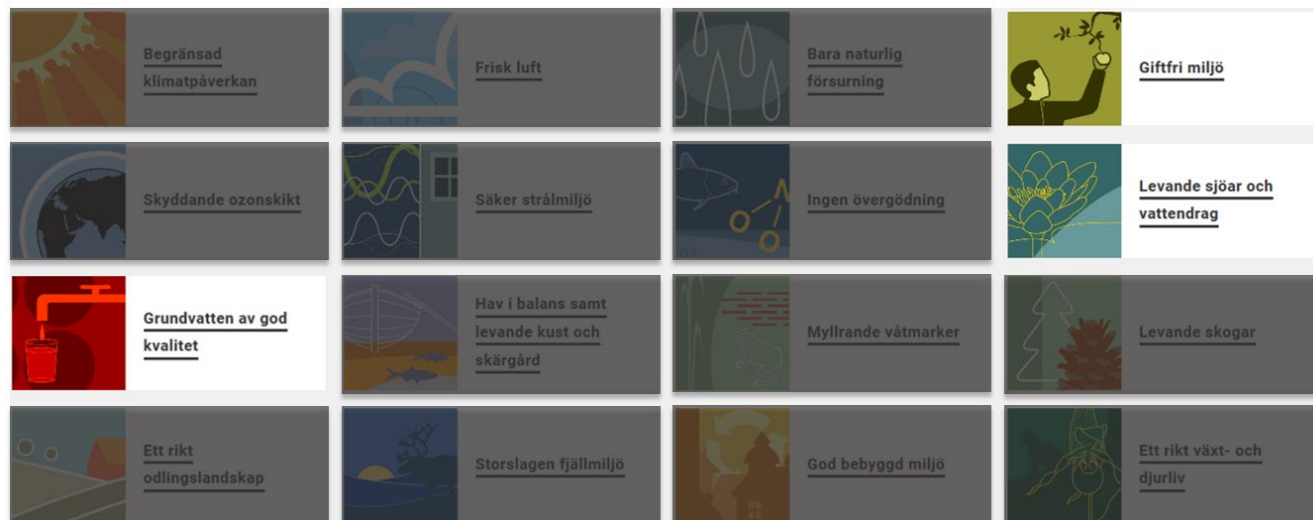 Begränsad
klimatpåverkan
Frisk luft
Bara naturlig
försurning
Giftfri miljö
Skyddande ozonskikt
Säker strålmiljö
Ingen övergödning
Levande sjöar och
vattendrag
Grundvatten av god
kvalitet
Hav i balans samt
levande kust och
skärgård
Myllrande våtmarker
Levande skogar
Ett rikt
odlingslandskap
Storslagen fjällmiljö
God bebyggd miljö
Ett rikt växt- och
djurliv